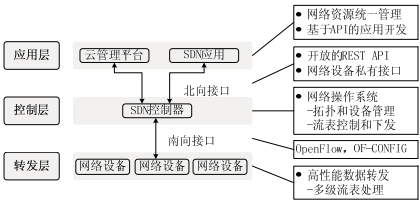 应用层
云管理平台
SDN应用
• 网络资源统一管理
• 基于API的应用开发
北向接口
• 开放的REST API
• 网络设备私有接口
控制层
SDN控制器
• 网络操作系统
—拓扑和设备管理
—流表控制和下发
南向接口
OpenFlow, OF-CONFIG
转发层
网络设备
网络设备
网络设备
• 高性能数据转发
—多级流表处理